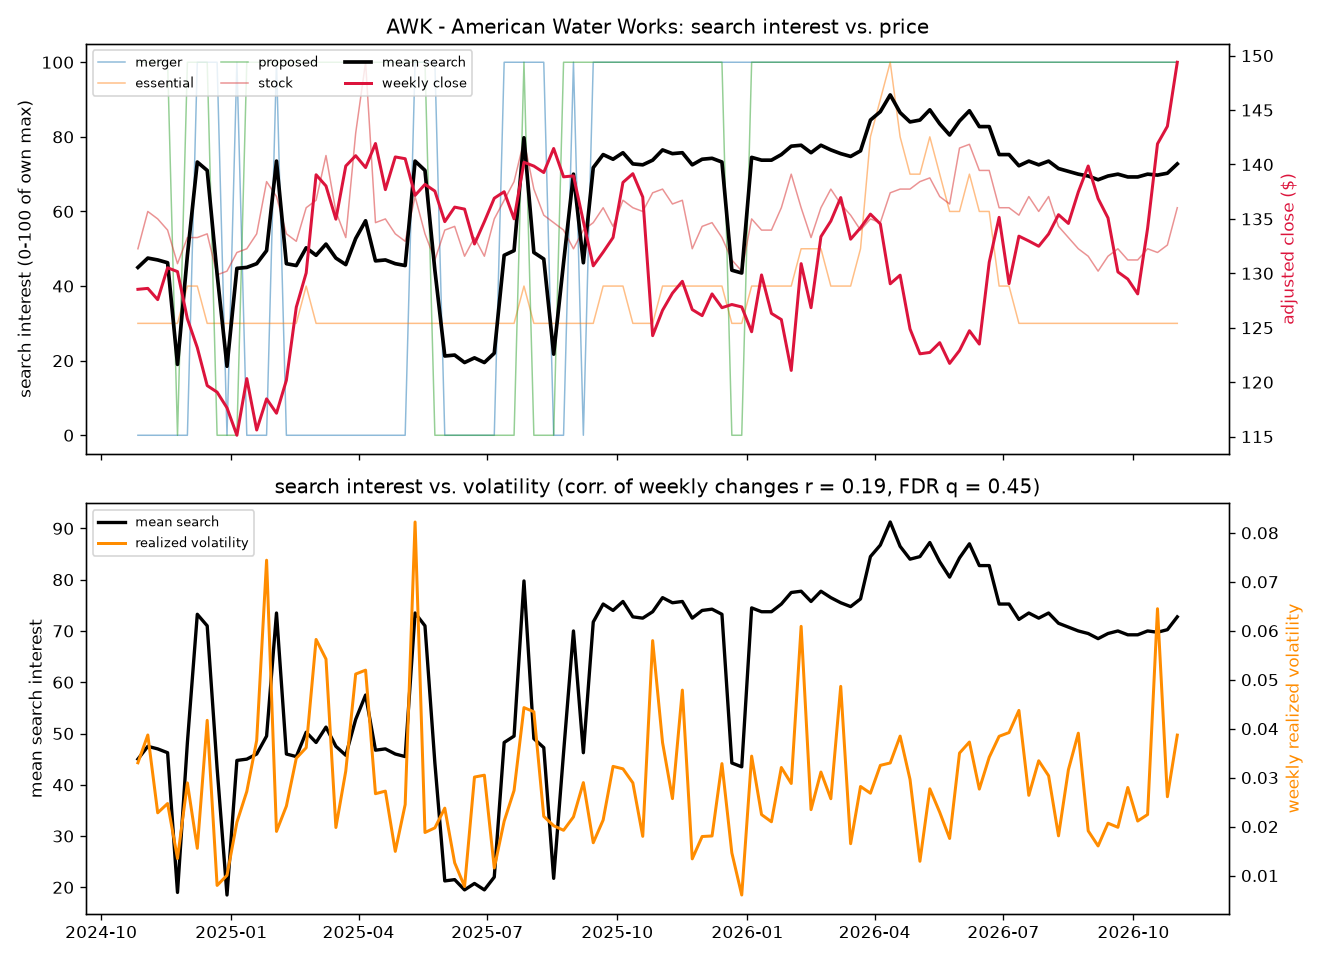 AWK - American Water Works: search interest vs. price
merger
essential
proposed
stock
mean search
weekly close
100
80
60
40
20
0
search interest (0-100 of own max)
150
145
140
135
130
125
120
115
adjusted close ($)
search interest vs. volatility (corr. of weekly changes r = 0.19, FDR q = 0.45)
mean search
realized volatility
90
80
70
60
50
40
30
20
mean search interest
0.08
0.07
0.06
0.05
0.04
0.03
0.02
0.01
weekly realized volatility
2024-10
2025-01
2025-04
2025-07
2025-10
2026-01
2026-04
2026-07
2026-10